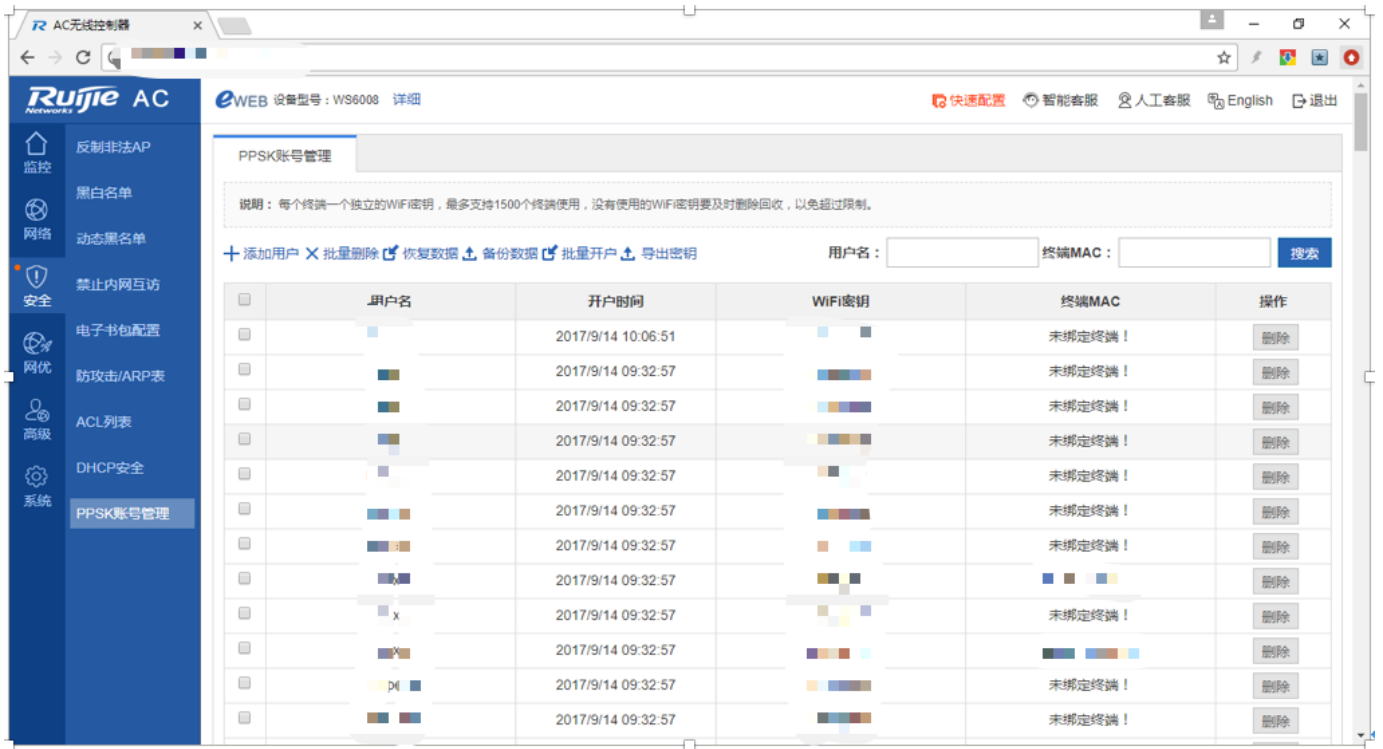 AC无线控制器
Ruijie AC
Networks
eWEB 设备型号：WS6008 详细
快速配置 智能客服 人工客服 English 退出
监控
网络
安全
网优
高级
系统
反制非法AP
黑白名单
动态黑名单
禁止内网互访
电子书包配置
防攻击/ARP表
ACL列表
DHCP安全
PPSK账号管理
PPSK账号管理
说明： 每个终端一个独立的WiFi密钥，最多支持1500个终端使用，没有使用的WiFi密钥要及时删除回收，以免超过限制。
添加用户 批量删除 恢复数据 备份数据 批量开户 导出密钥 用户名： 终端MAC： 搜索
用户名 开户时间 WiFi密钥 终端MAC 操作
2017/9/14 10:06:51 未绑定终端！ 删除
2017/9/14 09:32:57 未绑定终端！ 删除
2017/9/14 09:32:57 未绑定终端！ 删除
2017/9/14 09:32:57 未绑定终端！ 删除
2017/9/14 09:32:57 未绑定终端！ 删除
2017/9/14 09:32:57 未绑定终端！ 删除
2017/9/14 09:32:57 未绑定终端！ 删除
2017/9/14 09:32:57 删除
x 2017/9/14 09:32:57 未绑定终端！ 删除
2017/9/14 09:32:57 删除
2017/9/14 09:32:57 未绑定终端！ 删除
2017/9/14 09:32:57 未绑定终端！ 删除